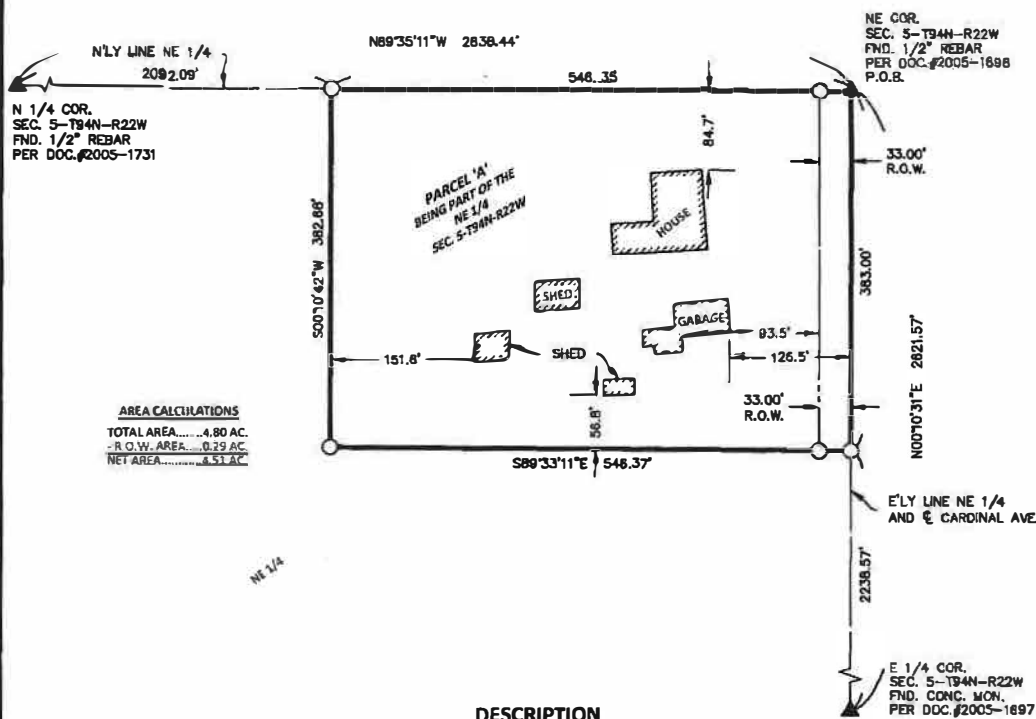 N89°35'11"W 2638.44'
N'LY LINE NE 1/4
2092.09'
546.35
NE COR.
SEC. 5-T94N-R22W
FND. 1/2" REBAR
PER DOC.#2005-1698
P.O.B.
N 1/4 COR.
SEC. 5-T94N-R22W
FND. 1/2" REBAR
PER DOC.#2005-1731
84.7'
33.00'
R.O.W.
PARCEL 'A'
BEING PART OF THE
NE 1/4
SEC. 5-T94N-R22W
HOUSE
S00°10'42"W 382.68'
383.00'
N00°10'31"E 2621.57'
SHED
GARAGE
93.5'
151.6'
SHED
126.5'
33.00'
R.O.W.
56.8'
AREA CALCULATIONS
TOTAL AREA......4.80 AC.
- R.O.W. AREA....0.29 AC
NET AREA............4.51 AC
S89°33'11"E 546.37'
E'LY LINE NE 1/4
AND ℄ CARDINAL AVE
NE 1/4
2238.57'
E 1/4 COR.
SEC. 5-T94N-R22W
FND. CONC. MON.
PER DOC.#2005-1697
DESCRIPTION